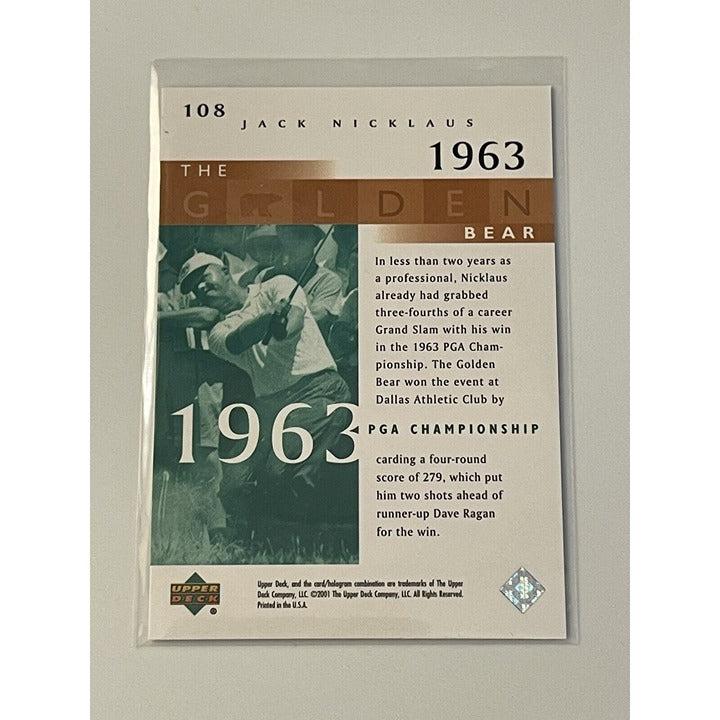 108
JACK NICKLAUS
1963
THE
GOLDEN
BEAR
In less than two years as
a professional, Nicklaus
already had grabbed
three-fourths of a career
Grand Slam with his win
in the 1963 PGA Cham-
pionship. The Golden
Bear won the event at
Dallas Athletic Club by
1963
PGA CHAMPIONSHIP
carding a four-round
score of 279, which put
him two shots ahead of
runner-up Dave Ragan
for the win.
UPPER
DECK
®
Upper Deck, and the card/hologram combination are trademarks of The Upper
Deck Company, LLC. ©2001 The Upper Deck Company, LLC. All Rights Reserved.
Printed in the U.S.A.